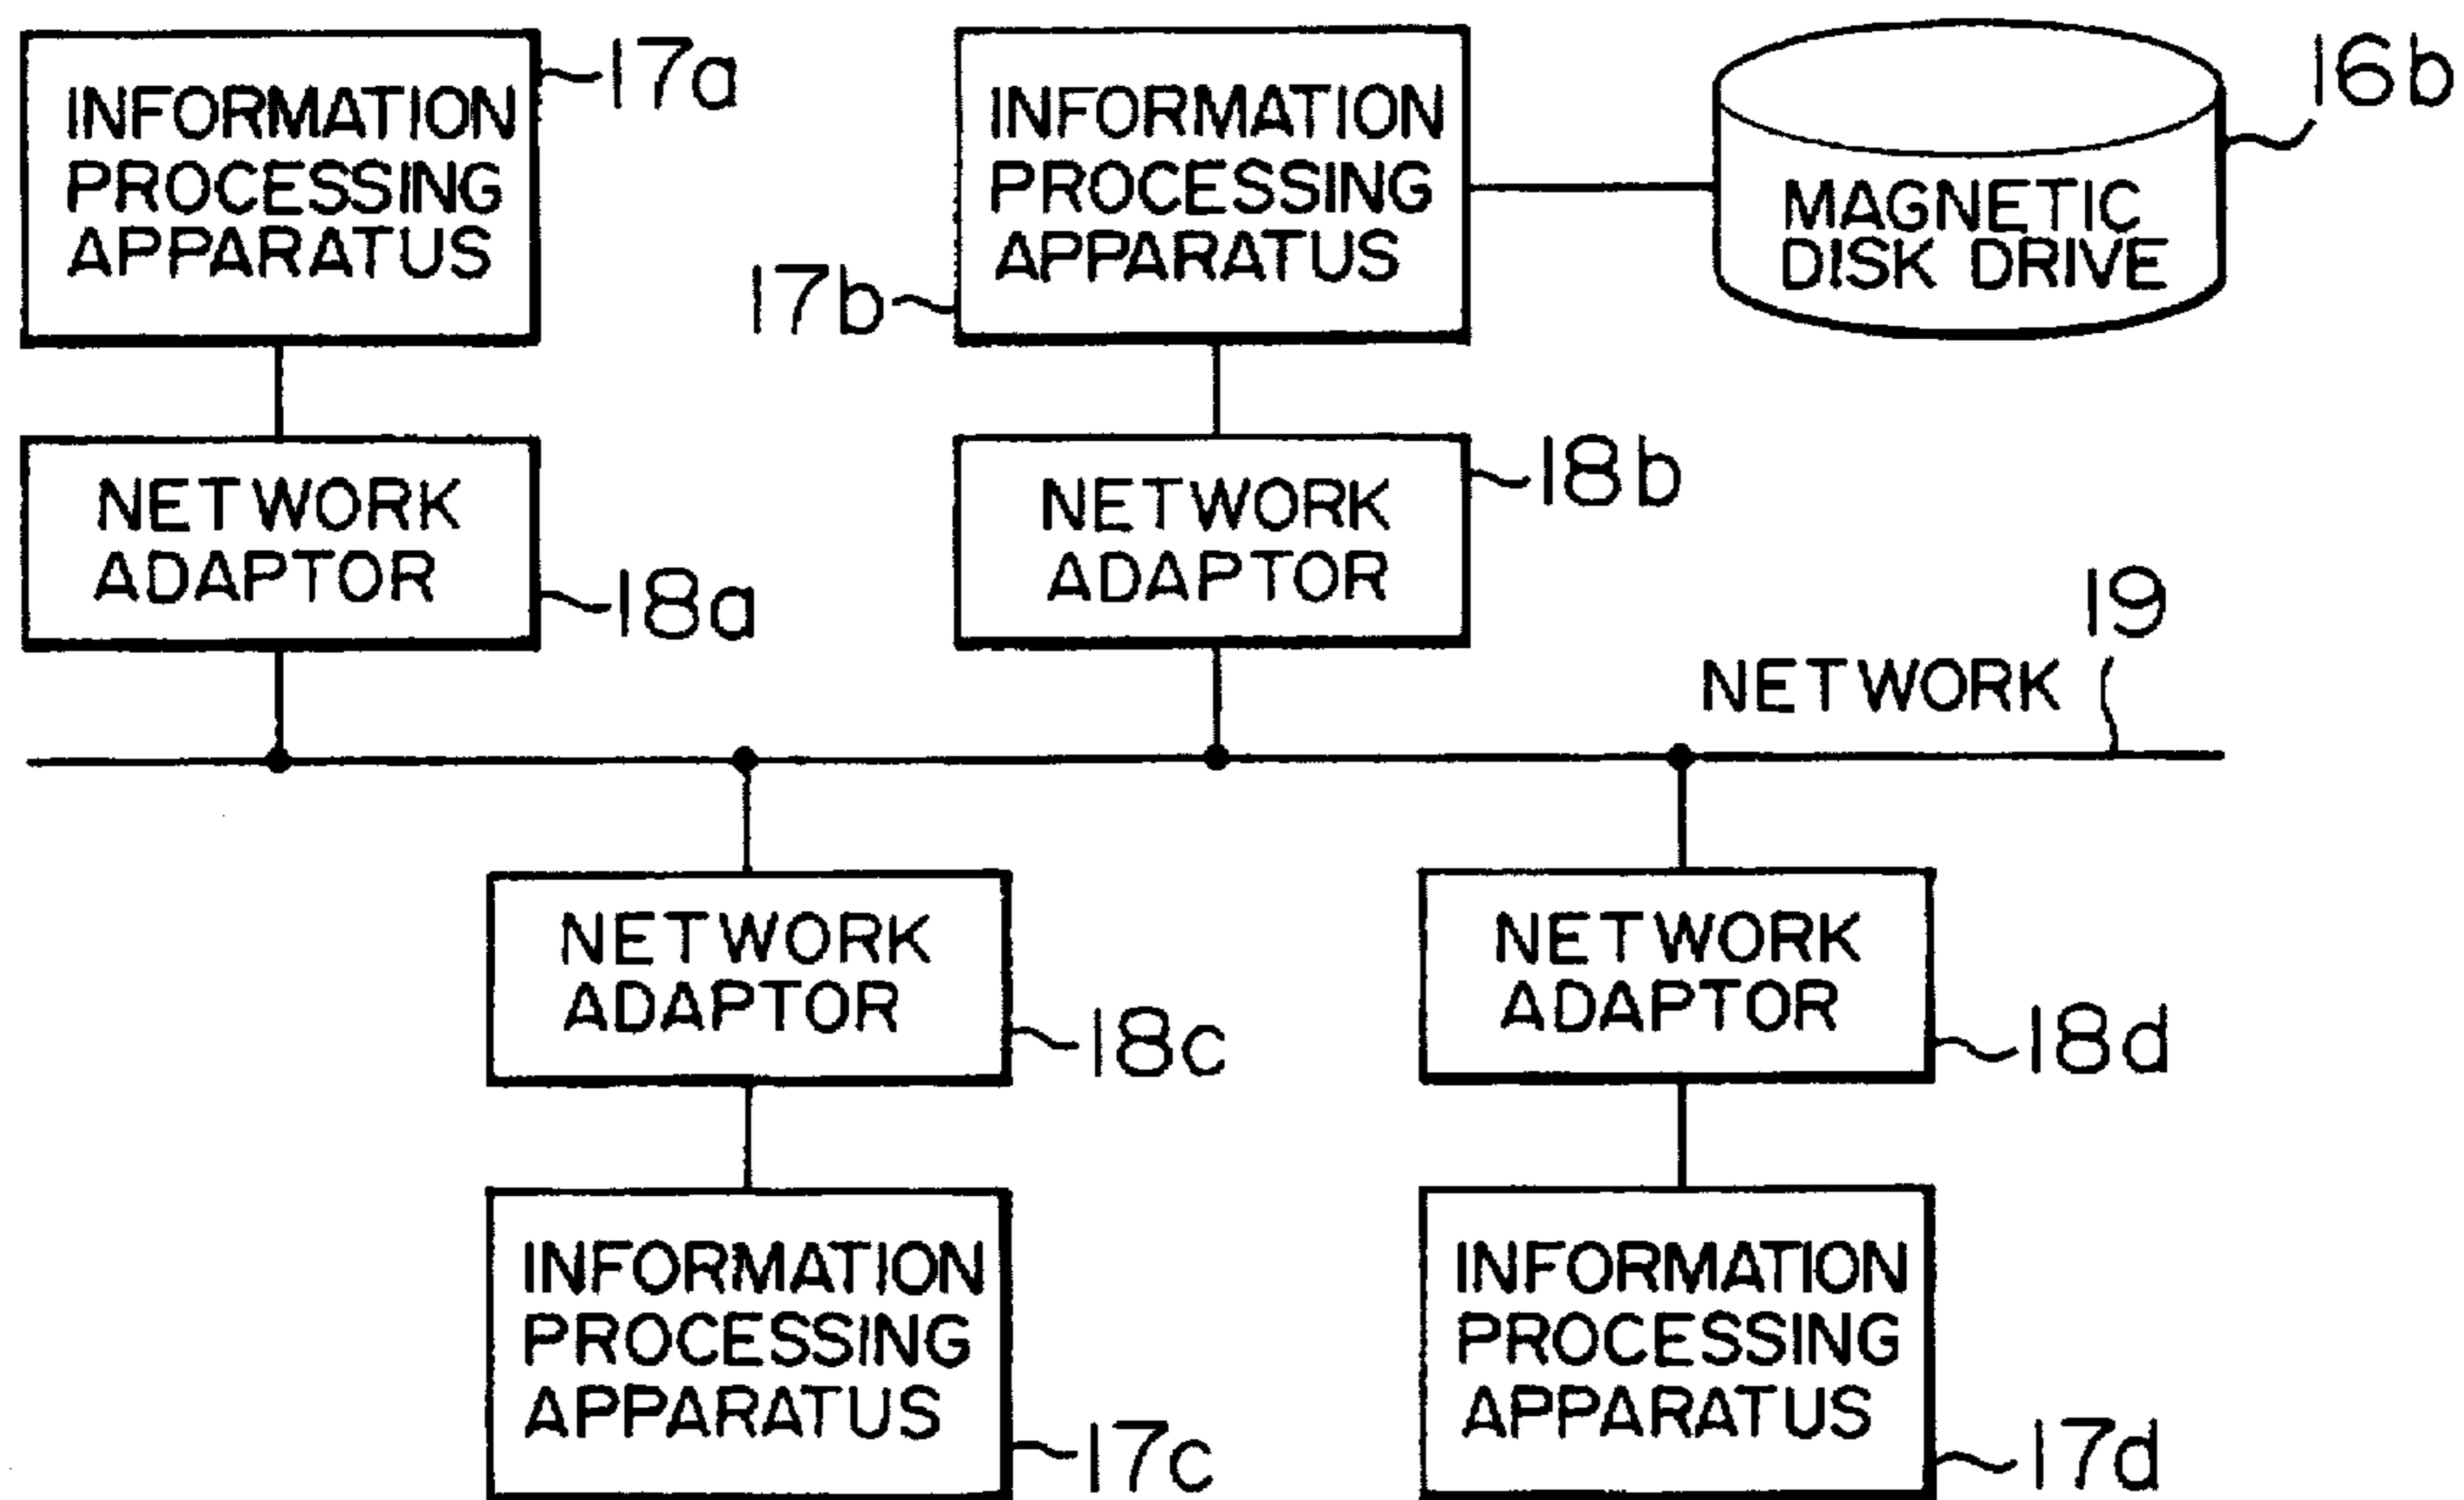 INFORMATION
PROCESSING
APPARATUS
17a
INFORMATION
PROCESSING
APPARATUS
17b
MAGNETIC
DISK DRIVE
16b
NETWORK
ADAPTOR
18a
NETWORK
ADAPTOR
18b
NETWORK
19
NETWORK
ADAPTOR
18c
NETWORK
ADAPTOR
18d
INFORMATION
PROCESSING
APPARATUS
17c
INFORMATION
PROCESSING
APPARATUS
17d